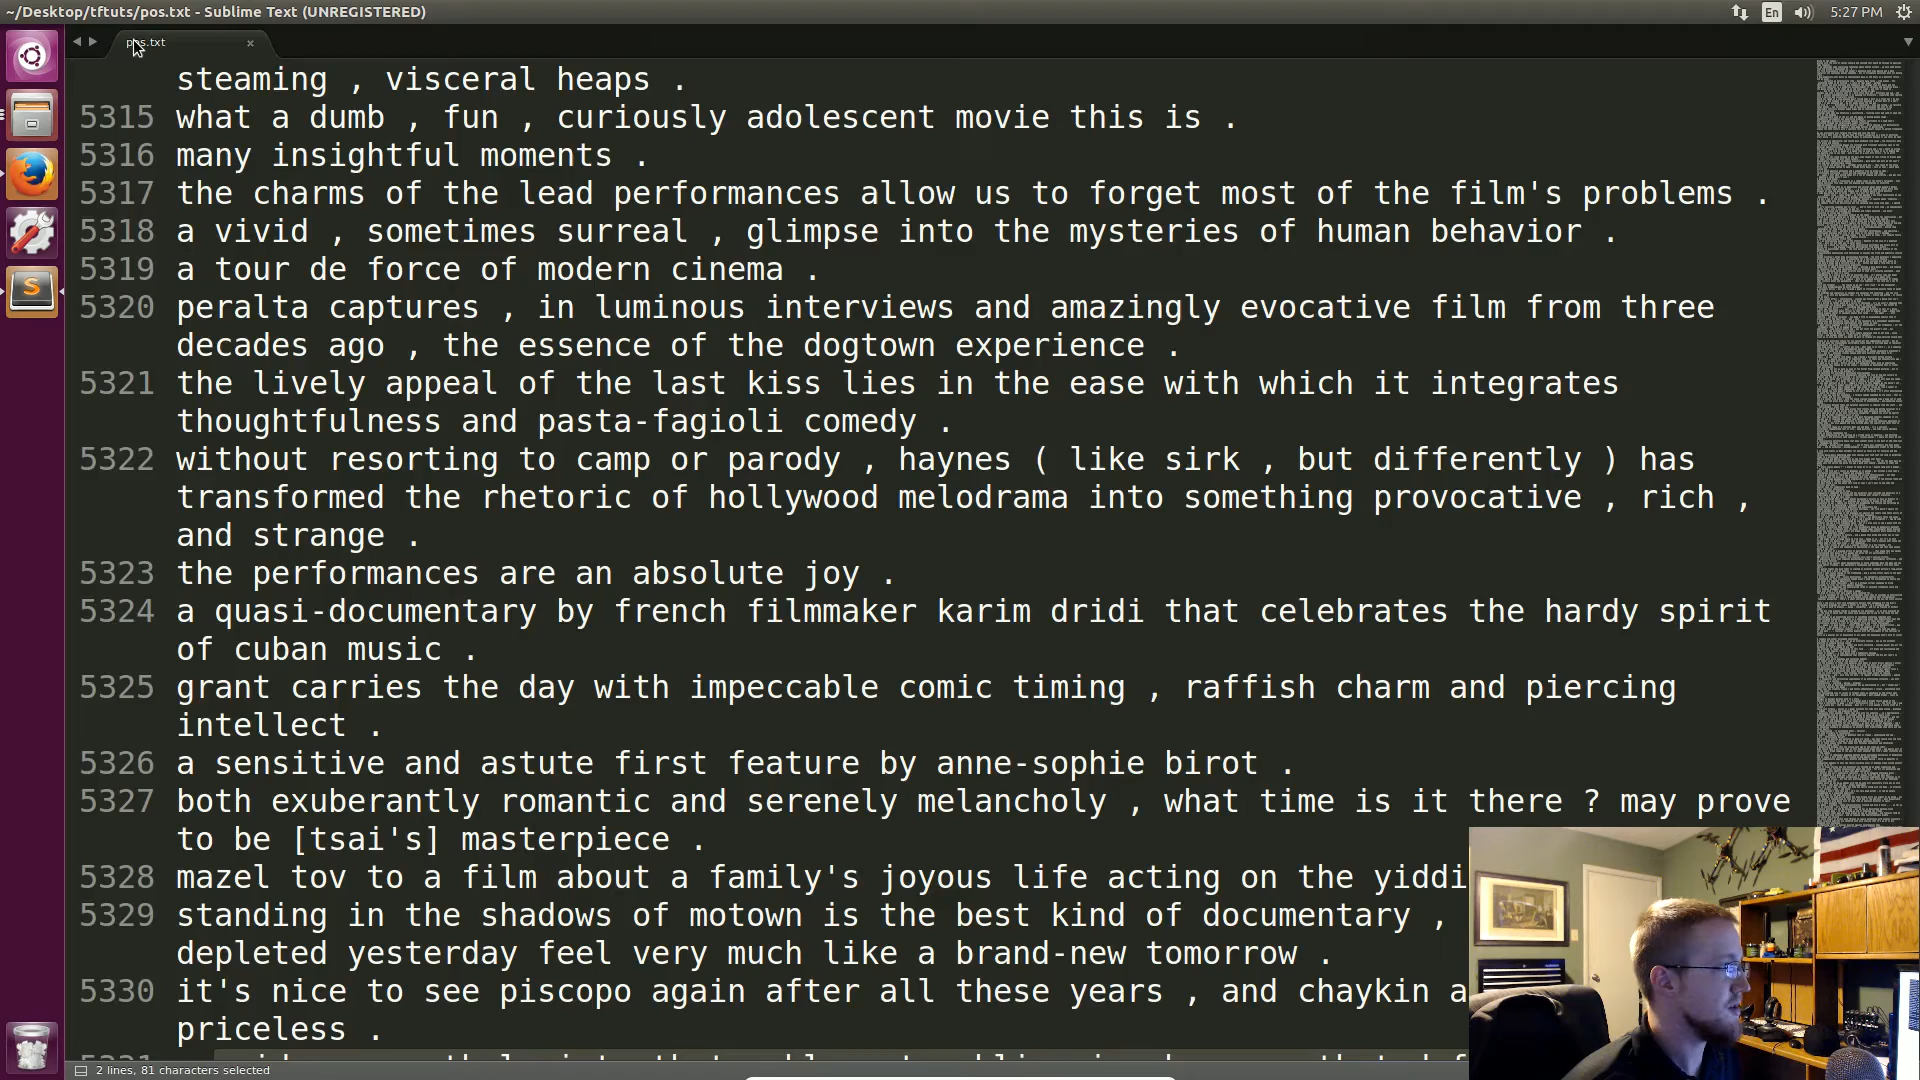 ~/Desktop/tftuts/pos.txt - Sublime Text (UNREGISTERED)
En
5:27 PM
pos.txt
steaming , visceral heaps .
5315 what a dumb , fun , curiously adolescent movie this is .
5316 many insightful moments .
5317 the charms of the lead performances allow us to forget most of the film's problems .
5318 a vivid , sometimes surreal , glimpse into the mysteries of human behavior .
5319 a tour de force of modern cinema .
5320 peralta captures , in luminous interviews and amazingly evocative film from three
decades ago , the essence of the dogtown experience .
5321 the lively appeal of the last kiss lies in the ease with which it integrates
thoughtfulness and pasta-fagioli comedy .
5322 without resorting to camp or parody , haynes ( like sirk , but differently ) has
transformed the rhetoric of hollywood melodrama into something provocative , rich ,
and strange .
5323 the performances are an absolute joy .
5324 a quasi-documentary by french filmmaker karim dridi that celebrates the hardy spirit
of cuban music .
5325 grant carries the day with impeccable comic timing , raffish charm and piercing
intellect .
5326 a sensitive and astute first feature by anne-sophie birot .
5327 both exuberantly romantic and serenely melancholy , what time is it there ? may prove
to be [tsai's] masterpiece .
5328 mazel tov to a film about a family's joyous life acting on the yiddi
5329 standing in the shadows of motown is the best kind of documentary ,
depleted yesterday feel very much like a brand-new tomorrow .
5330 it's nice to see piscopo again after all these years , and chaykin a
priceless .
2 lines, 81 characters selected